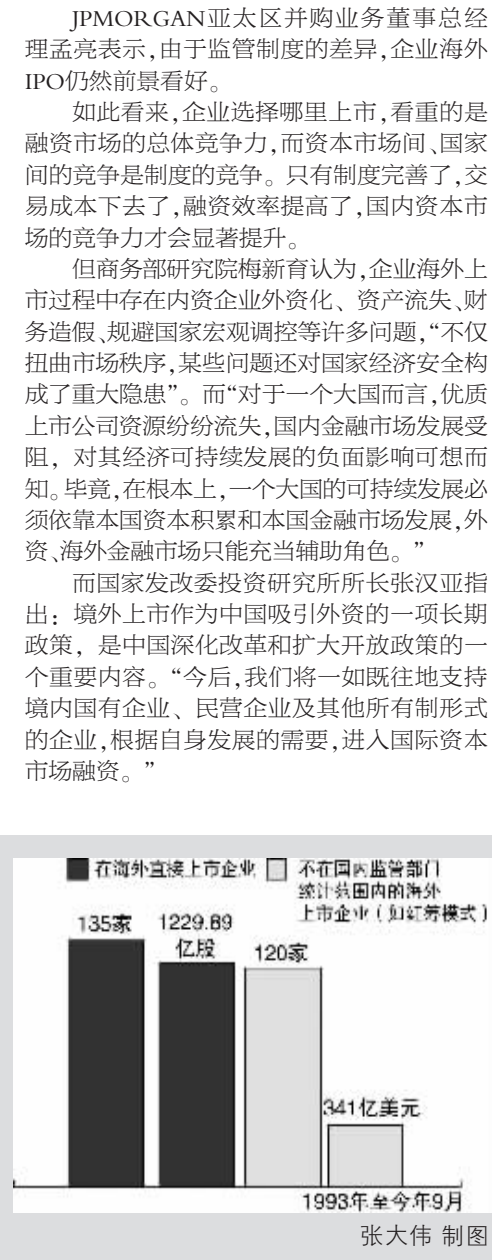 JPMORGAN亚太区并购业务董事总经
理孟亮表示,由于监管制度的差异,企业海外
IPO仍然前景看好。
如此看来,企业选择哪里上市,看重的是
融资市场的总体竞争力,而资本市场间、国家
间的竞争是制度的竞争。只有制度完善了,交
易成本下去了,融资效率提高了,国内资本市
场的竞争力才会显著提升。
但商务部研究院梅新育认为,企业海外上
市过程中存在内资企业外资化、资产流失、财
务造假、规避国家宏观调控等许多问题,“不仅
扭曲市场秩序,某些问题还对国家经济安全构
成了重大隐患”。而“对于一个大国而言,优质
上市公司资源纷纷流失,国内金融市场发展受
阻，对其经济可持续发展的负面影响可想而
知。毕竟,在根本上,一个大国的可持续发展必
须依靠本国资本积累和本国金融市场发展,外
资、海外金融市场只能充当辅助角色。”
而国家发改委投资研究所所长张汉亚指
出：境外上市作为中国吸引外资的一项长期
政策，是中国深化改革和扩大开放政策的一
个重要内容。“今后,我们将一如既往地支持
境内国有企业、民营企业及其他所有制形式
的企业,根据自身发展的需要,进入国际资本
市场融资。”
在海外直接上市企业
不在国内监管部门
统计范围内的海外
上市企业（如红筹模式）
135家
1229.89
亿股
120家
341亿美元
1993年至今年9月
张大伟 制图